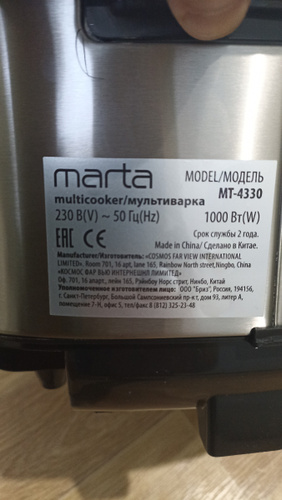 marta MODEL/МОДЕЛЬ
multicooker/мультиварка MT-4330
230 В(V) ~ 50 Гц(Hz) 1000 Вт(W)
EAC CE Срок службы 2 года.
Made in China/ Сделано в Китае.
Manufacturer/Изготовитель: «COSMOS FAR VIEW INTERNATIONAL
LIMITED», Room 701, 16 apt, lane 165, Rainbow North street,Ningbo, China
«КОСМОС ФАР ВЬЮ ИНТЕРНЕШНЛ ЛИМИТЕД»
Оф. 701, 16 апарт., лейн 165, Рэйнбоу Норс стрит, Нинбо, Китай
Уполномоченное изготовителем лицо: ООО "Бриз", Россия, 194156,
г. Санкт-Петербург, Большой Сампсониевский пр-кт, дом 93, литер А,
помещение 7-Н, офис 5, тел/факс 8 (812) 325-23-48